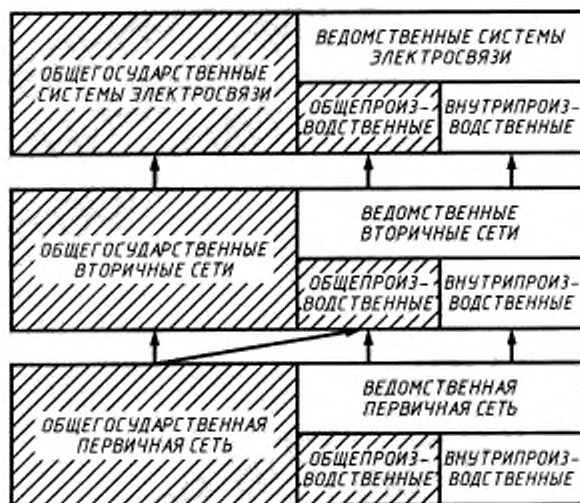 ОБЩЕГОСУДАРСТВЕННЫЕ
СИСТЕМЫ ЭЛЕКТРОСВЯЗИ
ВЕДОМСТВЕННЫЕ СИСТЕМЫ
ЭЛЕКТРОСВЯЗИ
ОБЩЕПРОИЗ-
ВОДСТВЕННЫЕ
ВНУТРИПРОИЗ-
ВОДСТВЕННЫЕ
ОБЩЕГОСУДАРСТВЕННЫЕ
ВТОРИЧНЫЕ СЕТИ
ВЕДОМСТВЕННЫЕ
ВТОРИЧНЫЕ СЕТИ
ОБЩЕПРОИЗ-
ВОДСТВЕННЫЕ
ВНУТРИПРОИЗ-
ВОДСТВЕННЫЕ
ОБЩЕГОСУДАРСТВЕННАЯ
ПЕРВИЧНАЯ СЕТЬ
ВЕДОМСТВЕННАЯ
ПЕРВИЧНАЯ СЕТЬ
ОБЩЕПРОИЗ-
ВОДСТВЕННЫЕ
ВНУТРИПРОИЗ-
ВОДСТВЕННЫЕ